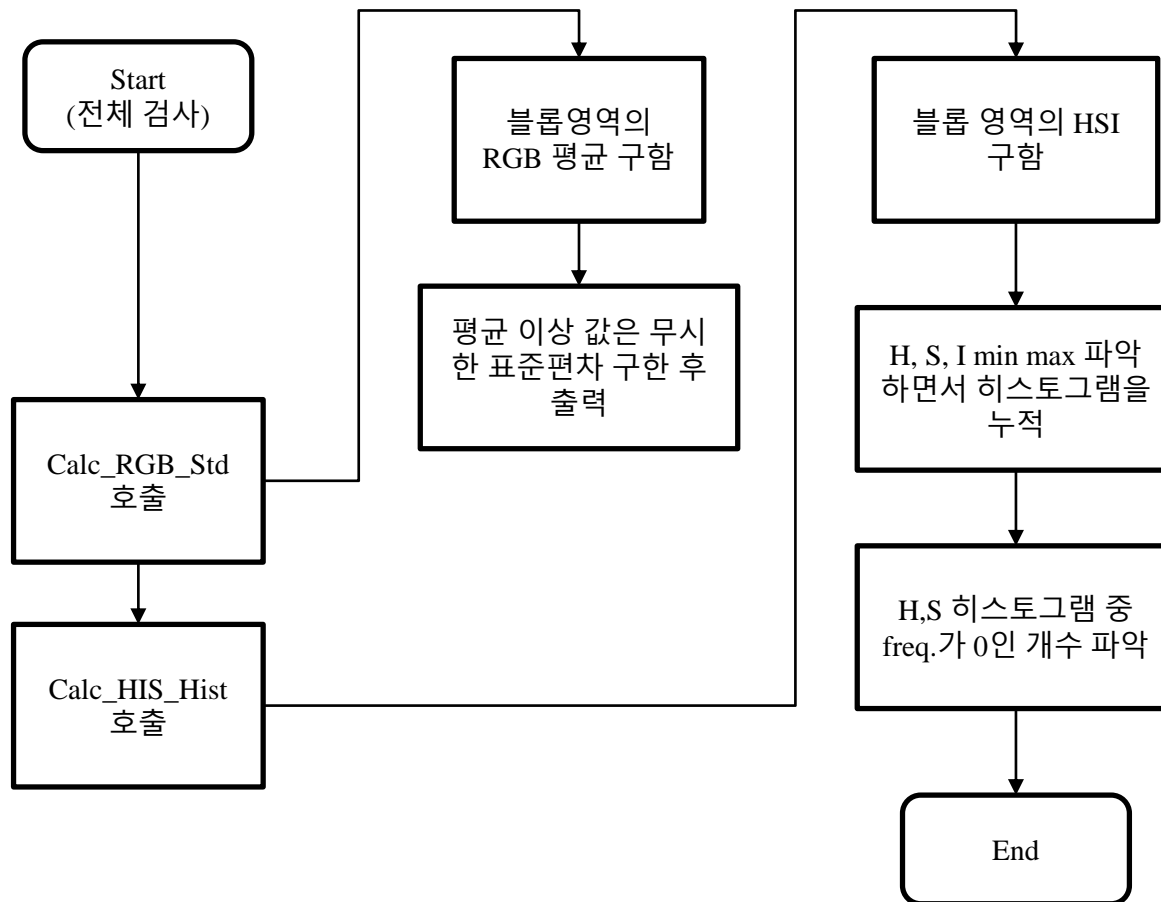 Start
(전체 검사)
Calc_RGB_Std
호출
Calc_HIS_Hist
호출
블롭영역의
RGB 평균 구함
평균 이상 값은 무시
한 표준편차 구한 후
출력
블롭 영역의 HSI
구함
H, S, I min max 파악
하면서 히스토그램을
누적
H,S 히스토그램 중
freq.가 0인 개수 파악
End